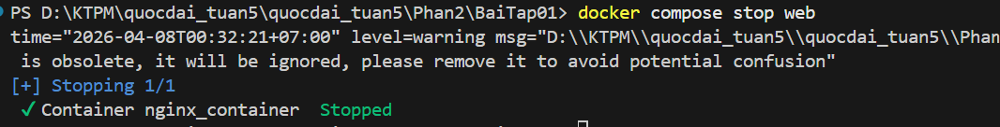 PS D:\KTPM\quocdai_tuan5\quocdai_tuan5\Phan2\BaiTap01> docker compose stop web
time="2026-04-08T00:32:21+07:00" level=warning msg="D:\\KTPM\\quocdai_tuan5\\quocdai_tuan5\\Phan
is obsolete, it will be ignored, please remove it to avoid potential confusion"
[+] Stopping 1/1
✓ Container nginx_container Stopped